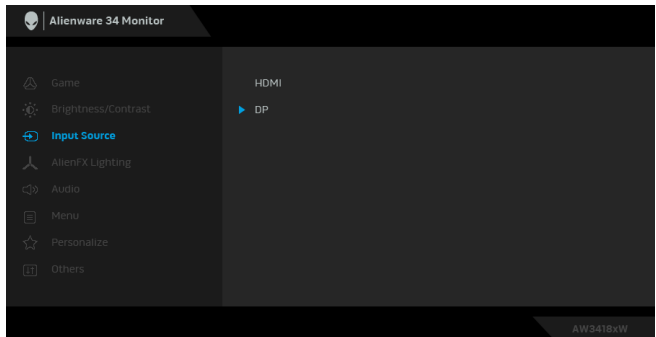 Alienware 34 Monitor
Game
HDMI
Brightness/Contrast
DP
Input Source
AlienFX Lighting
Audio
Menu
Personalize
Others
AW3418xW